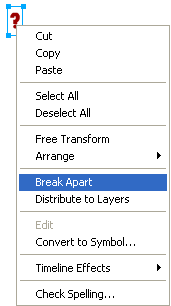 ?
Cut
Copy
Paste
Select All
Deselect All
Free Transform
Arrange
Break Apart
Distribute to Layers
Edit
Convert to Symbol...
Timeline Effects
Check Spelling...